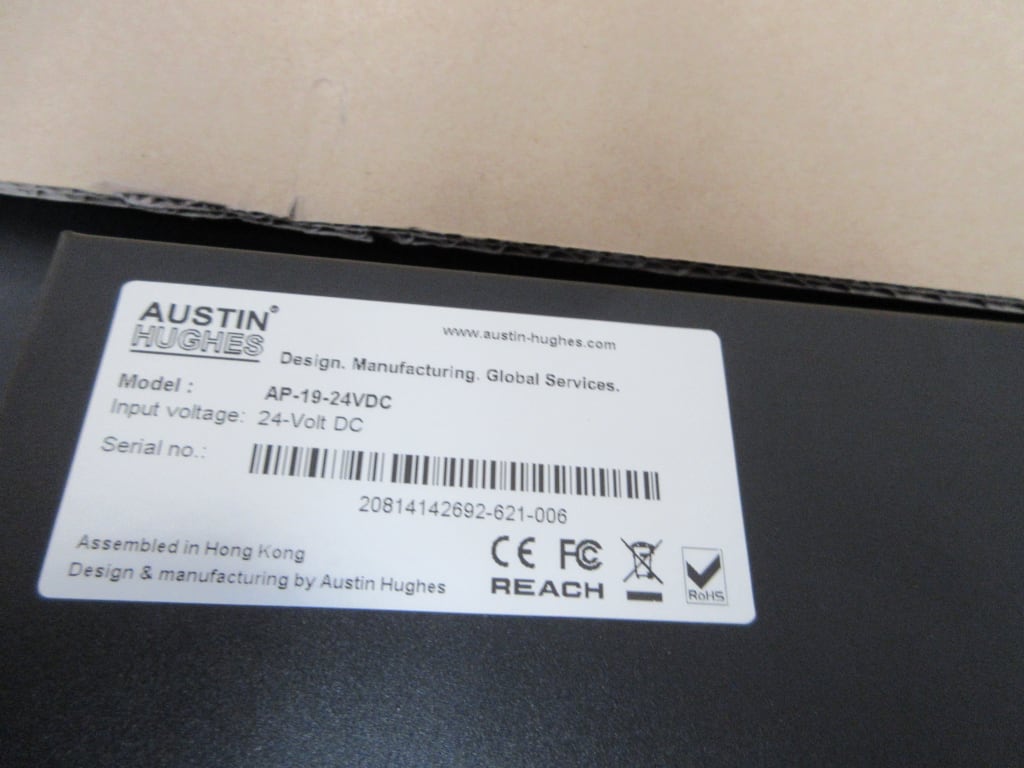 AUSTIN®
HUGHES
www.austin-hughes.com
Design. Manufacturing. Global Services.
Model : AP-19-24VDC
Input voltage: 24-Volt DC
Serial no.:
20814142692-621-006
Assembled in Hong Kong
Design & manufacturing by Austin Hughes
CE FC
REACH
RoHS